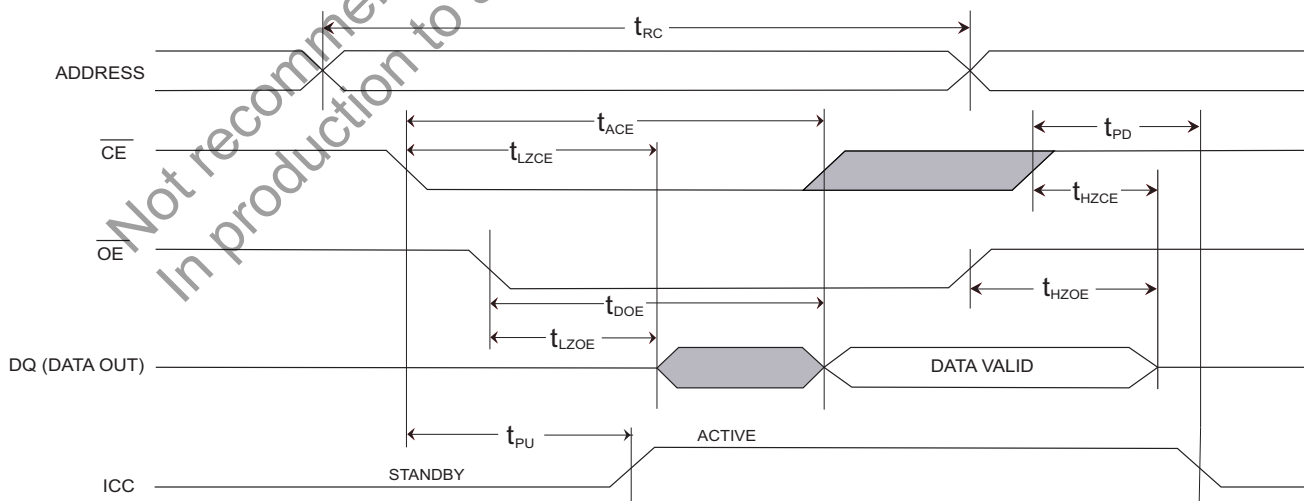 Not recomme
In production to s
tRC
ADDRESS
tACE
tPD
CE
tLZCE
tHZCE
OE
tDOE
tHZOE
tLZOE
DQ (DATA OUT)
DATA VALID
tPU
ACTIVE
STANDBY
ICC